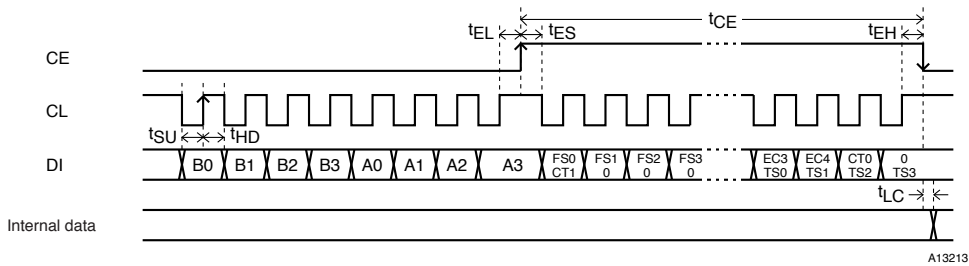 tCE
tEL tES tEH
CE
CL
tSU tHD
DI B0 B1 B2 B3 A0 A1 A2 A3 FS0 FS1 FS2 FS3 EC3 EC4 CT0 0
CT1 0 0 0 TS0 TS1 TS2 TS3
tLC
Internal data
A13213